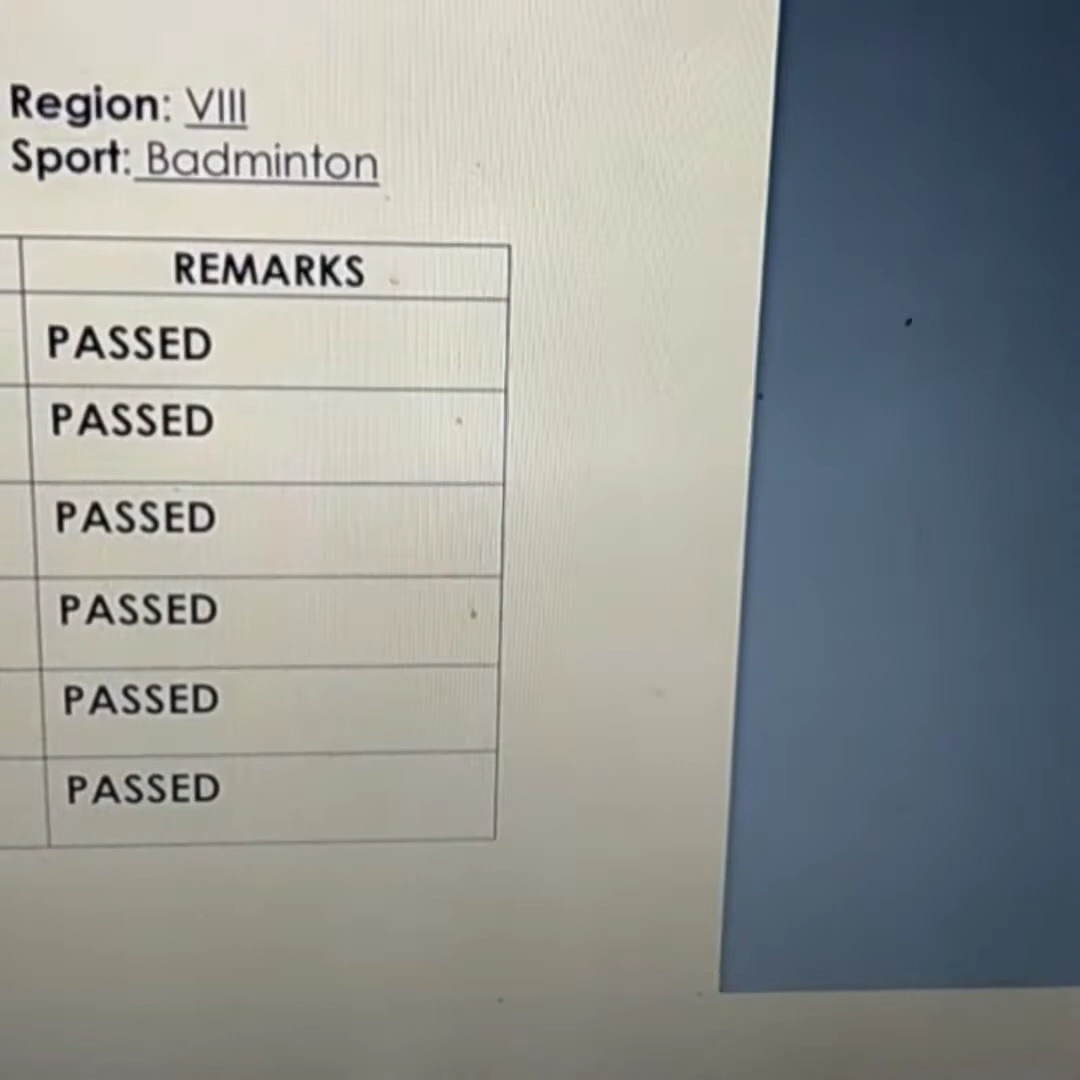 Region: VIII
Sport: Badminton
REMARKS
PASSED
PASSED
PASSED
PASSED
PASSED
PASSED